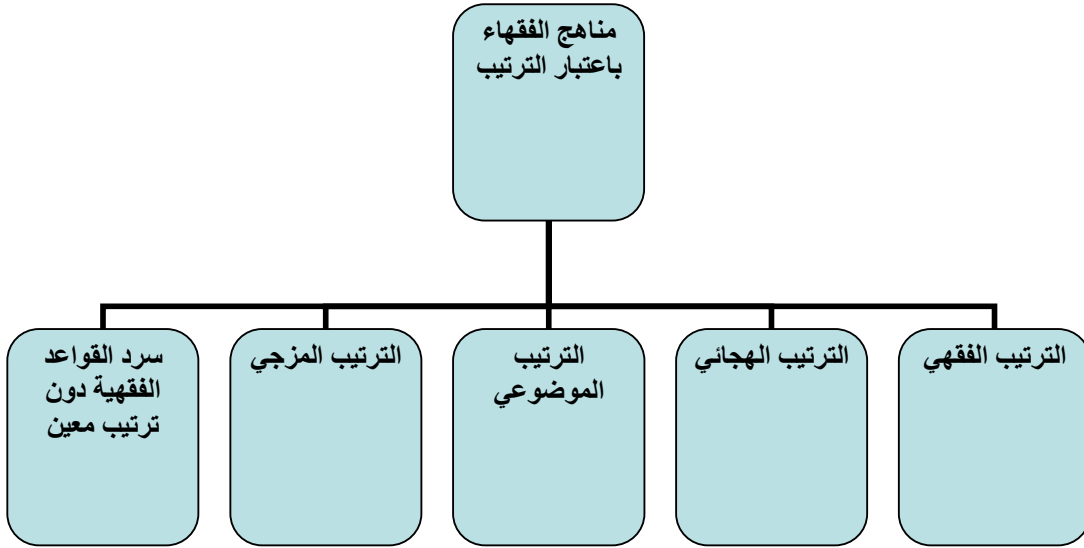 مناهج الفقهاء
باعتبار الترتيب
الترتيب الفقهي
الترتيب الهجائي
الترتيب
الموضوعي
الترتيب المزجي
سرد القواعد
الفقهية دون
ترتيب معين